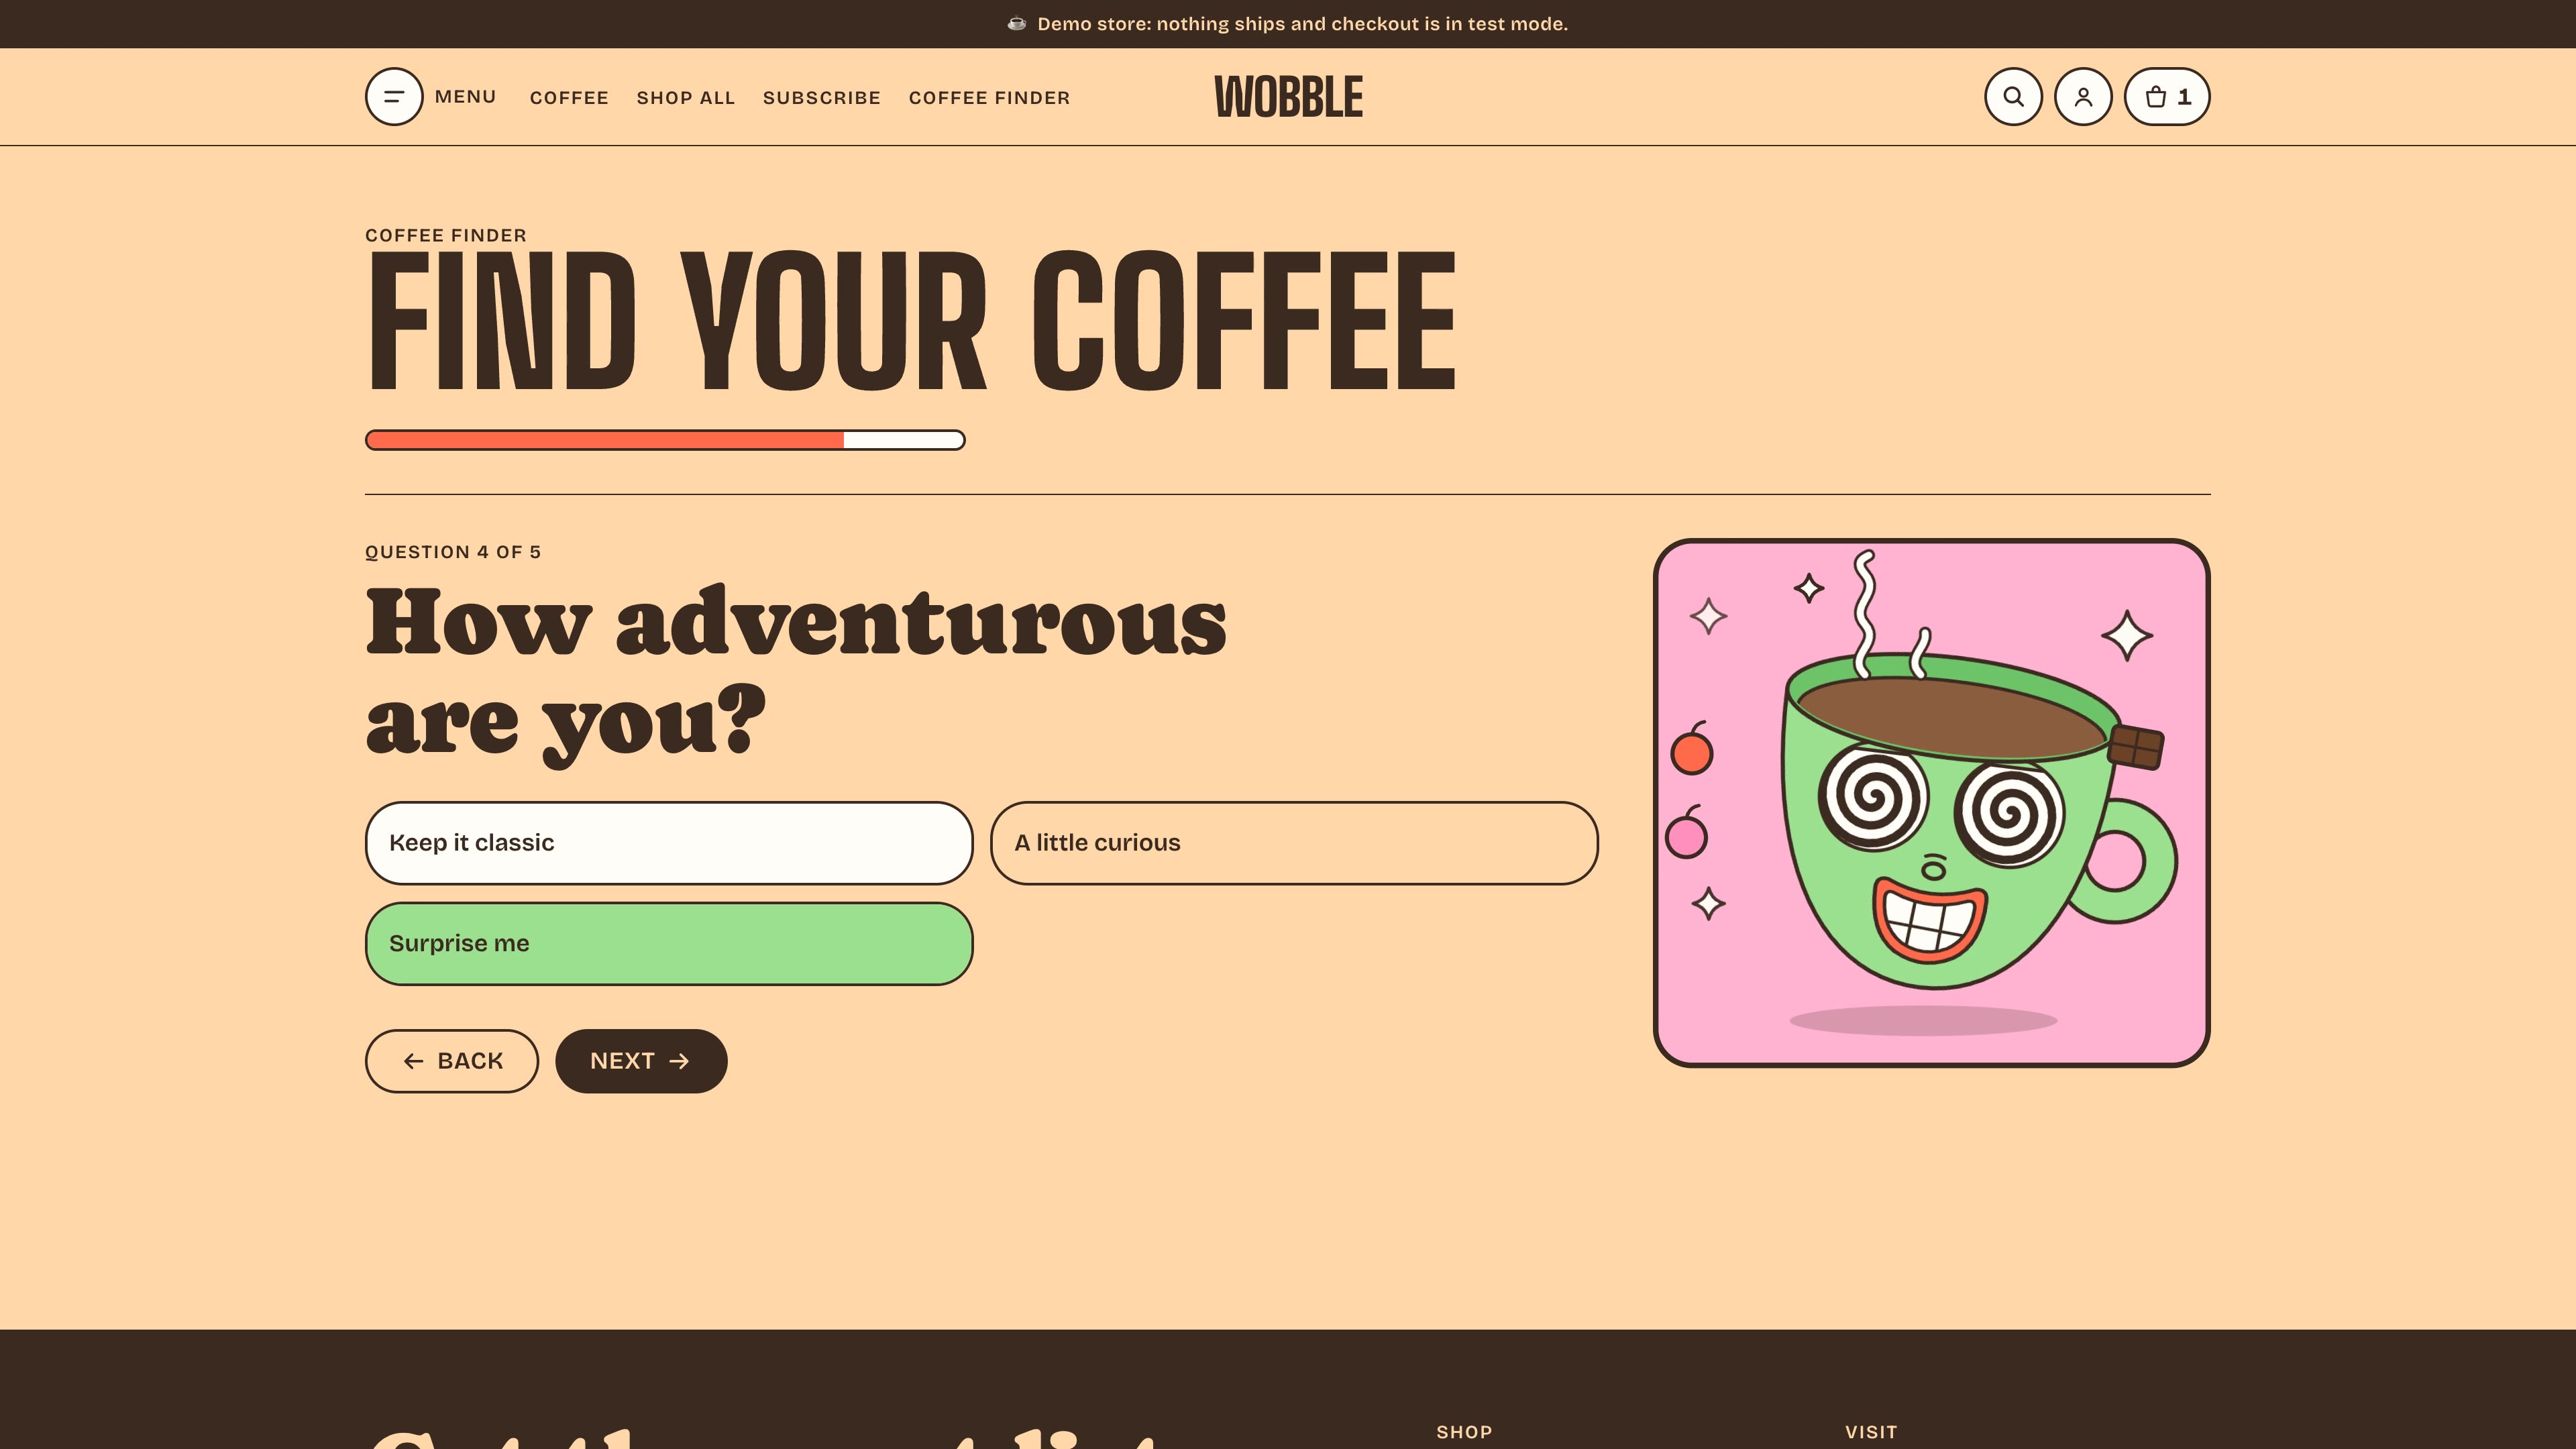 Demo store: nothing ships and checkout is in test mode.
MENU COFFEE SHOP ALL SUBSCRIBE COFFEE FINDER WOBBLE 1
COFFEE FINDER
FIND YOUR COFFEE
QUESTION 4 OF 5
How adventurous
are you?
Keep it classic
A little curious
Surprise me
BACK
NEXT
SHOP
VISIT